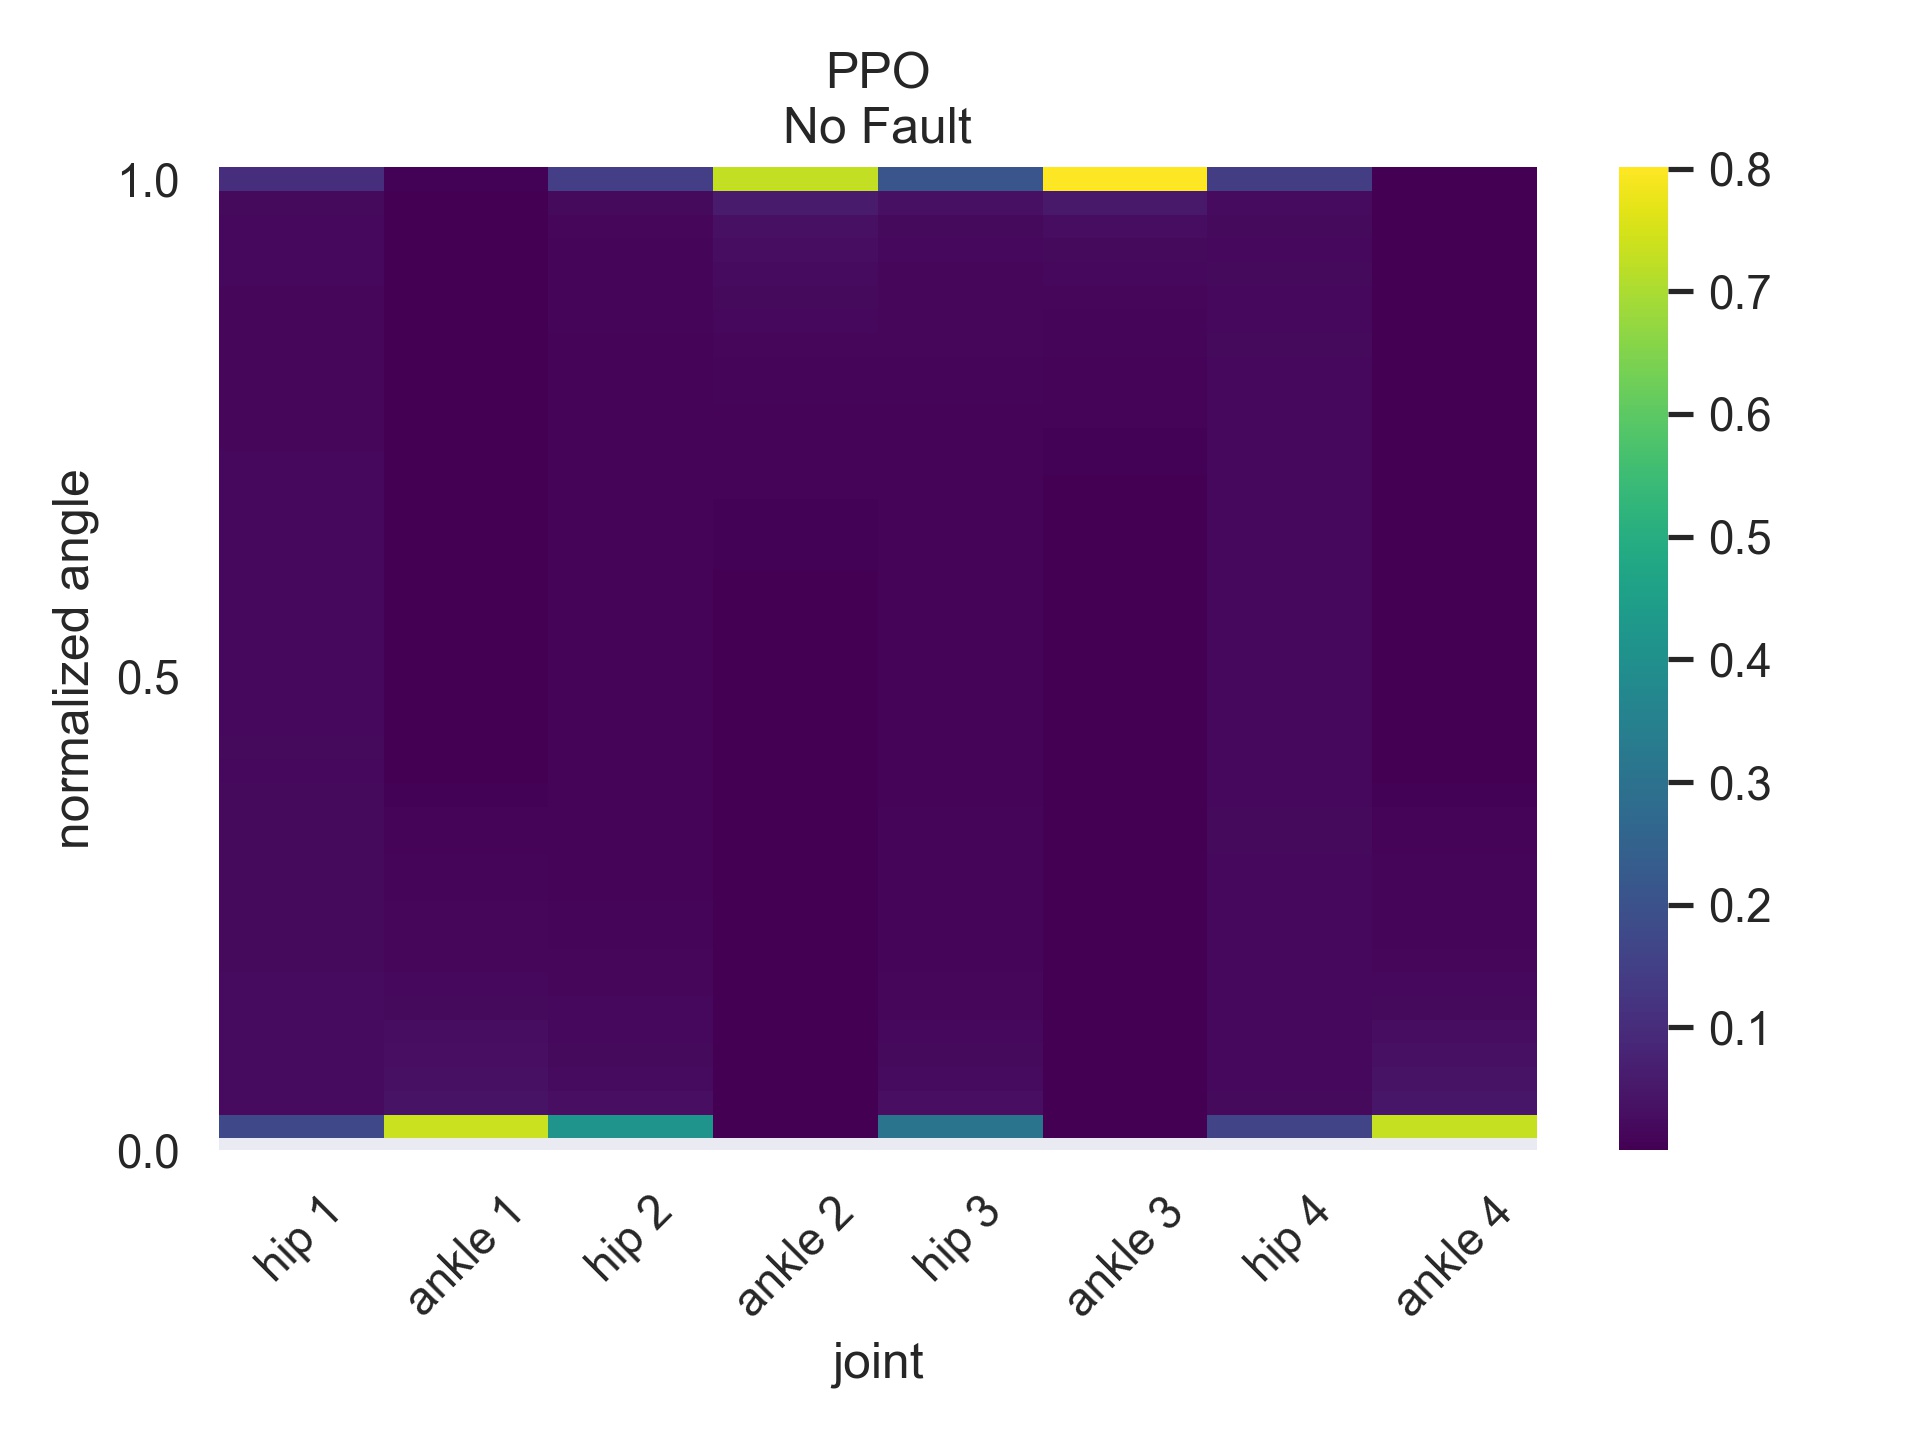 PPO
No Fault
1.0
0.5
0.0
normalized angle
hip 1
ankle 1
hip 2
ankle 2
hip 3
ankle 3
hip 4
ankle 4
joint
0.8
0.7
0.6
0.5
0.4
0.3
0.2
0.1